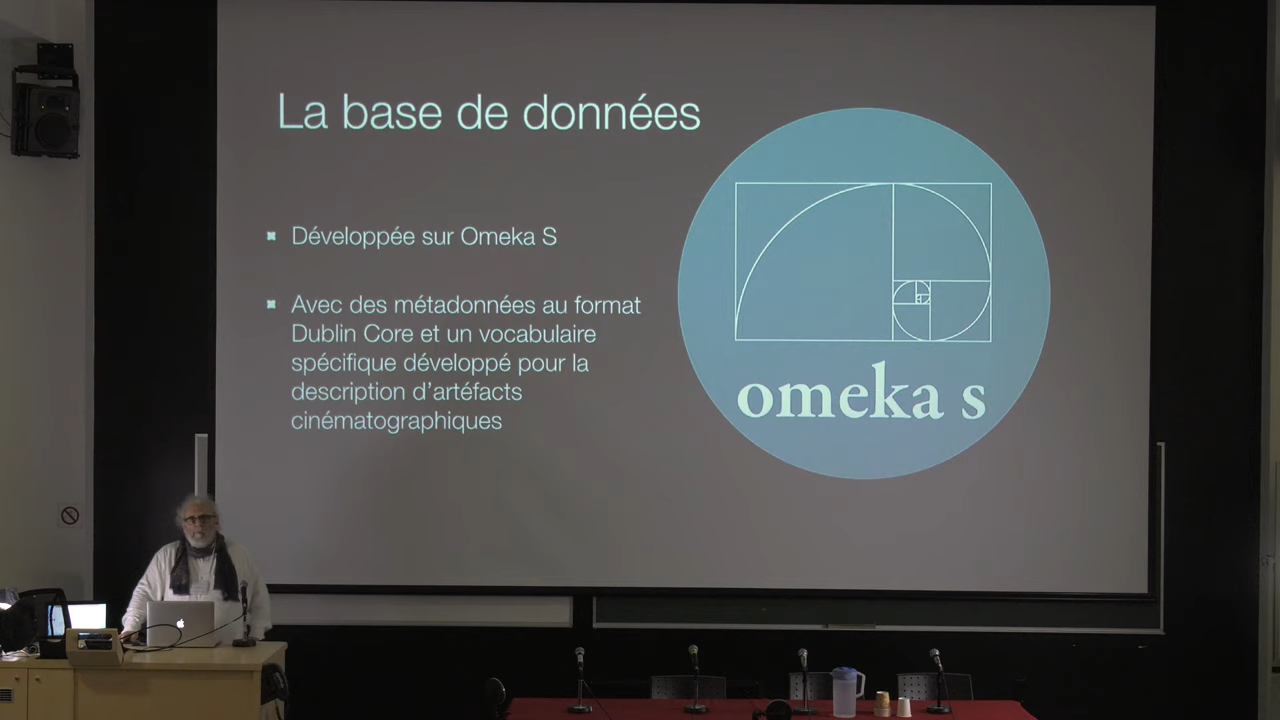 La base de données
Développée sur Omeka S
Avec des métadonnées au format
Dublin Core et un vocabulaire
spécifique développé pour la
description d'artéfacts
cinématographiques
omeka s